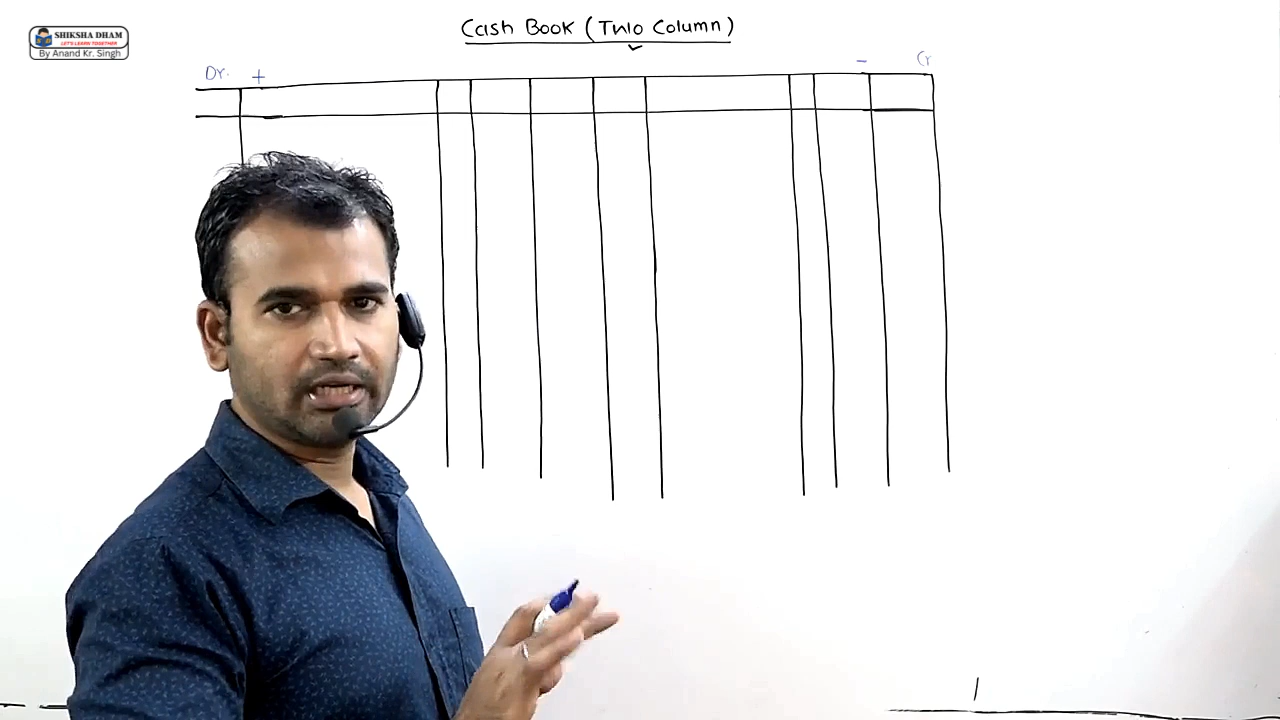 SHIKSHA DHAM
LET'S LEARN TOGETHER
By Anand Kr. Singh
Cash Book (Two Column)
Dr. +
- Cr